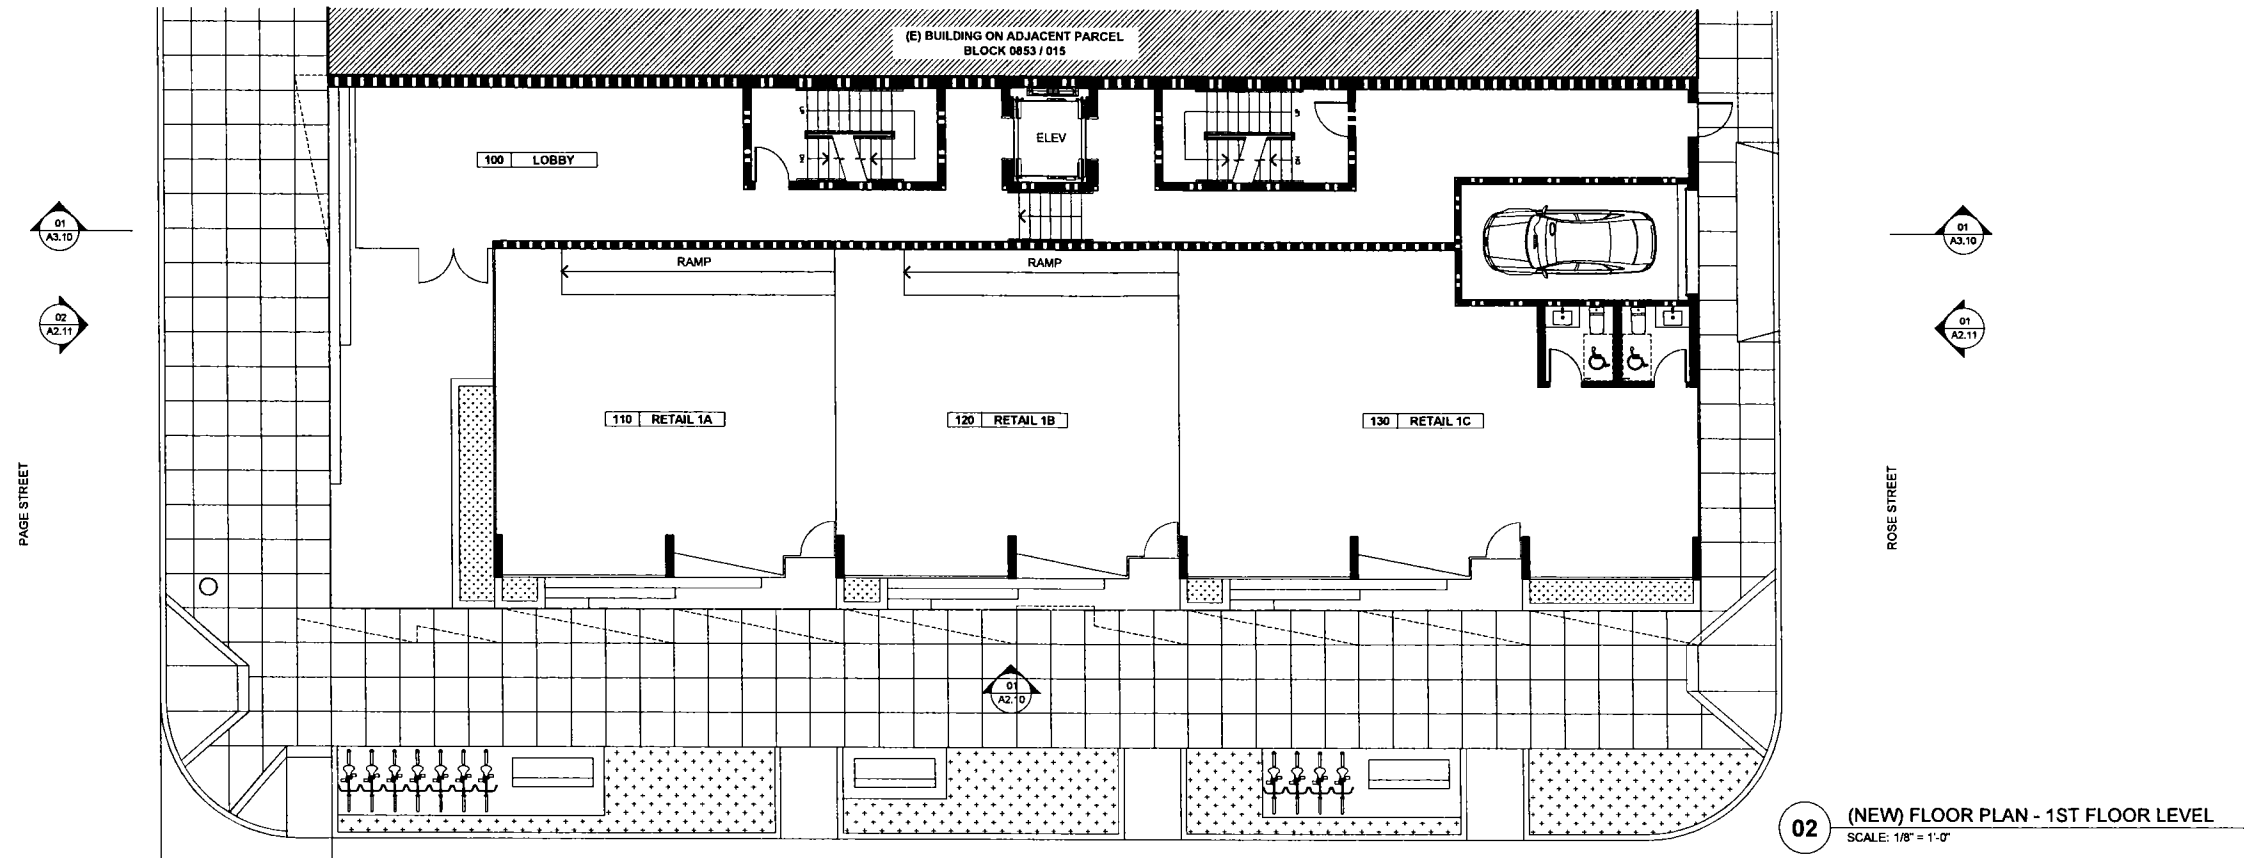 (E) BUILDING ON ADJACENT PARCEL
BLOCK 0853 / 015
ELEV
100 LOBBY
01
A3.10
01
A3.10
RAMP
RAMP
02
A2.11
01
A2.11
110 RETAIL 1A
120 RETAIL 1B
130 RETAIL 1C
PAGE STREET
ROSE STREET
01
A2.10
02
(NEW) FLOOR PLAN - 1ST FLOOR LEVEL
SCALE: 1/8" = 1'-0"